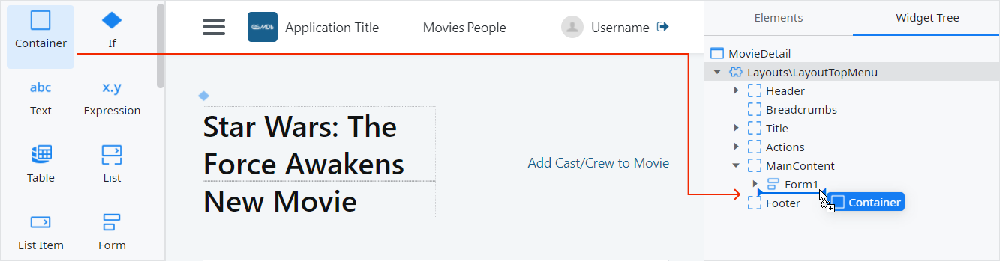 Container
If
abc
Text
x.y
Expression
Table
List
List Item
Form
OSMDb
Application Title
Movies People
Username
Star Wars: The
Force Awakens
New Movie
Add Cast/Crew to Movie
Elements
Widget Tree
MovieDetail
Layouts\LayoutTopMenu
Header
Breadcrumbs
Title
Actions
MainContent
Form1
Footer
Container